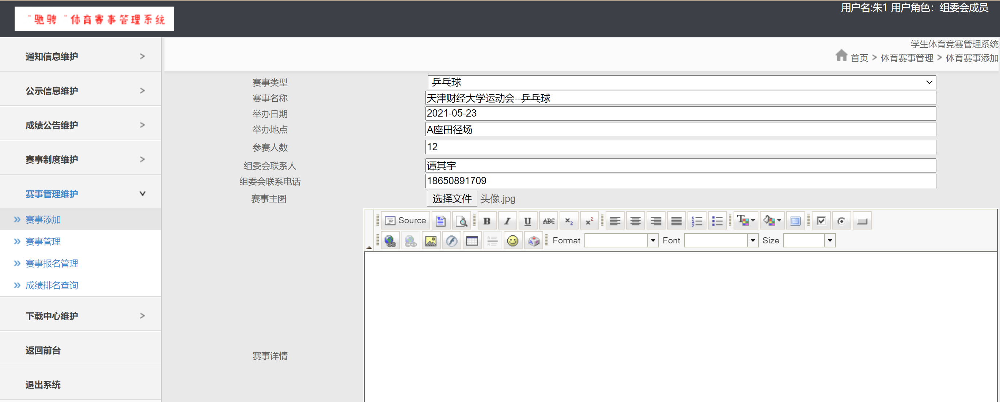 "驰骋"体育赛事管理系统
用户名:朱1 用户角色：组委会成员
学生体育竞赛管理系统
首页 > 体育赛事管理 > 体育赛事添加
通知信息维护 >
公示信息维护 >
成绩公告维护 >
赛事制度维护 >
赛事管理维护
赛事添加
赛事管理
赛事报名管理
成绩排名查询
下载中心维护 >
返回前台
退出系统
赛事类型 乒乓球
赛事名称 天津财经大学运动会--乒乓球
举办日期 2021-05-23
举办地点 A座田径场
参赛人数 12
组委会联系人 谭其宇
组委会联系电话 18650891709
赛事主图 选择文件 头像.jpg
Source B I U ABC x2 x2
Format Font Size
赛事详情